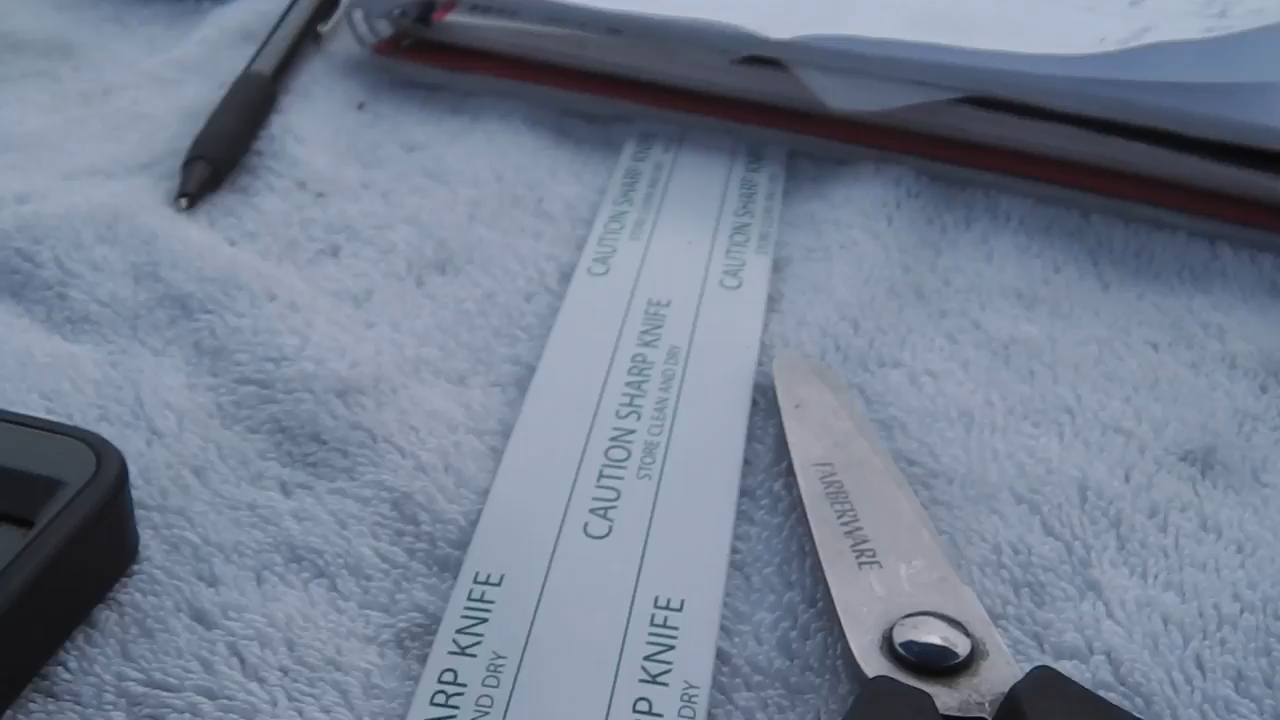 CAUTION SHARP KNIFE
CAUTION SHARP KNIFE
CAUTION SHARP KNIFE
STORE CLEAN AND DRY
FARBERWARE
ARP KNIFE
ND DRY
P KNIFE
DRY